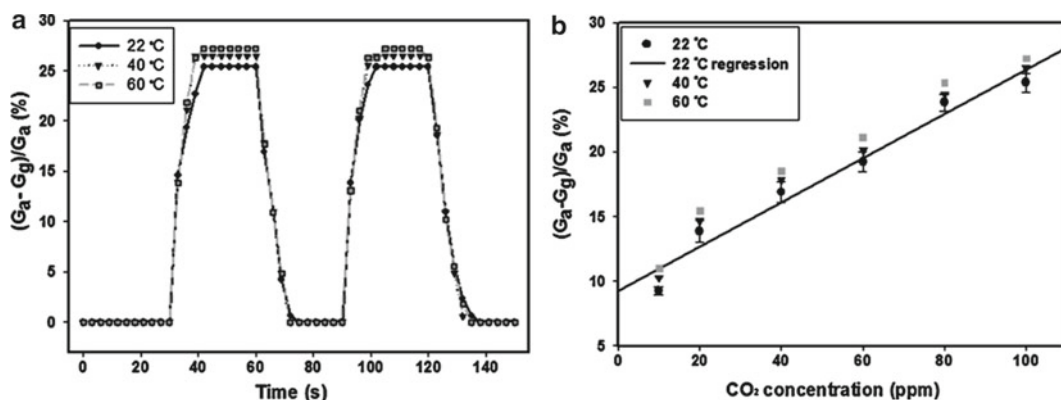 a
30
25
20
15
10
5
0
(Ga - Gg)/Ga (%)
22 °C
40 °C
60 °C
0 20 40 60 80 100 120 140
Time (s)
b
30
25
20
15
10
5
(Ga-Gg)/Ga (%)
22 °C
22 °C regression
40 °C
60 °C
0 20 40 60 80 100
CO₂ concentration (ppm)